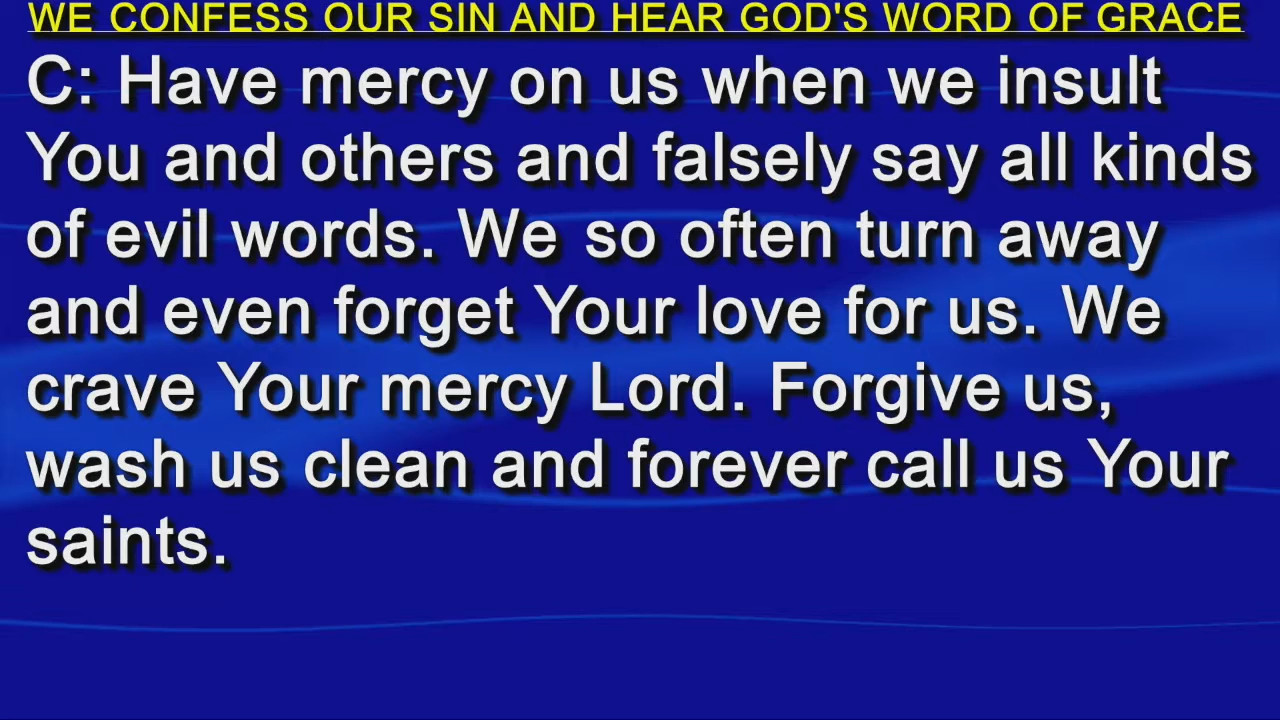 WE CONFESS OUR SIN AND HEAR GOD'S WORD OF GRACE
C: Have mercy on us when we insult
You and others and falsely say all kinds
of evil words. We so often turn away
and even forget Your love for us. We
crave Your mercy Lord. Forgive us,
wash us clean and forever call us Your
saints.